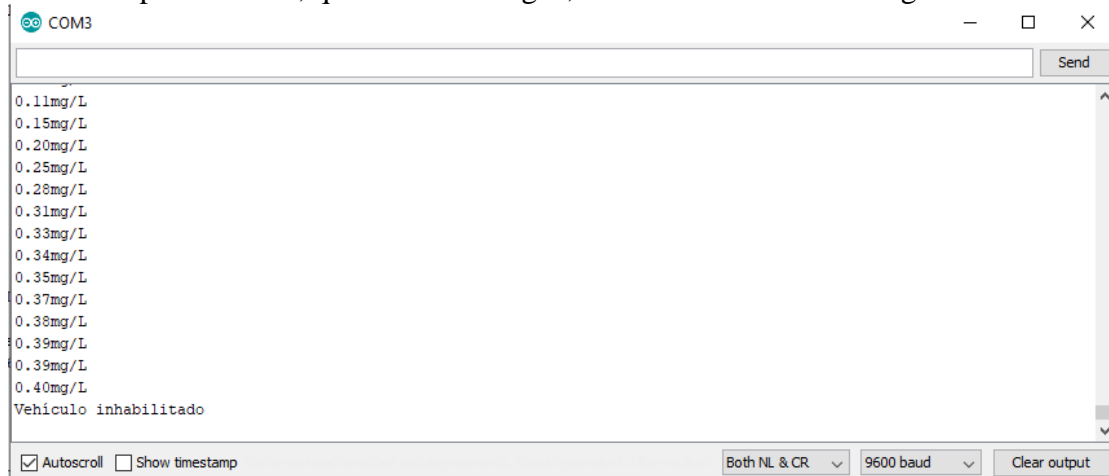 COM3
Send
0.11mg/L
0.15mg/L
0.20mg/L
0.25mg/L
0.28mg/L
0.31mg/L
0.33mg/L
0.34mg/L
0.35mg/L
0.37mg/L
0.38mg/L
0.39mg/L
0.39mg/L
0.40mg/L
Vehículo inhabilitado
Autoscroll Show timestamp Both NL & CR 9600 baud Clear output